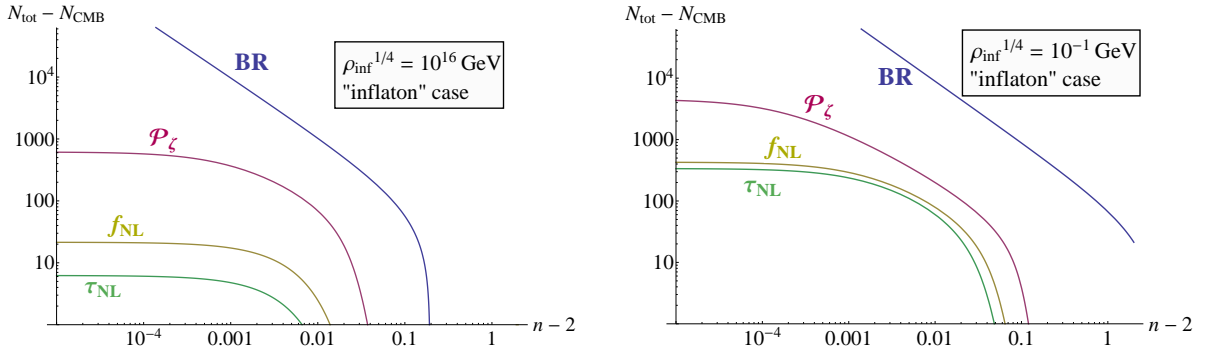 N_tot − N_CMB
BR
ρ_inf^1/4 = 10^16 GeV
"inflaton" case
10^4
1000
100
10
𝒫_ζ
f_NL
τ_NL
10^-4
0.001
0.01
0.1
1
n − 2
N_tot − N_CMB
BR
ρ_inf^1/4 = 10^-1 GeV
"inflaton" case
10^4
1000
100
10
𝒫_ζ
f_NL
τ_NL
10^-4
0.001
0.01
0.1
1
n − 2